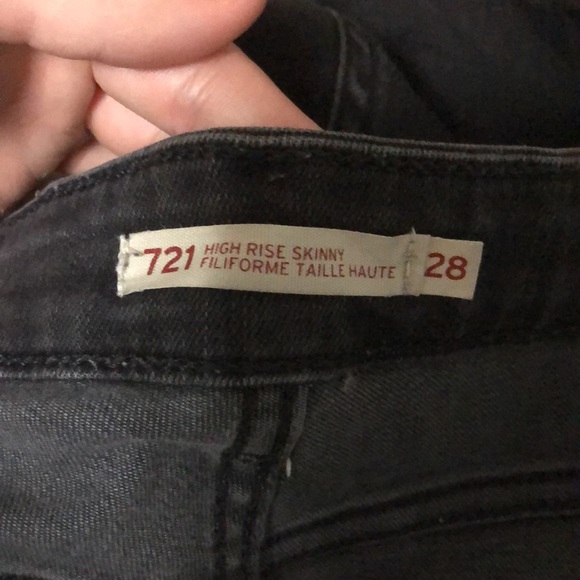 721 HIGH RISE SKINNY
FILIFORME TAILLE HAUTE
28